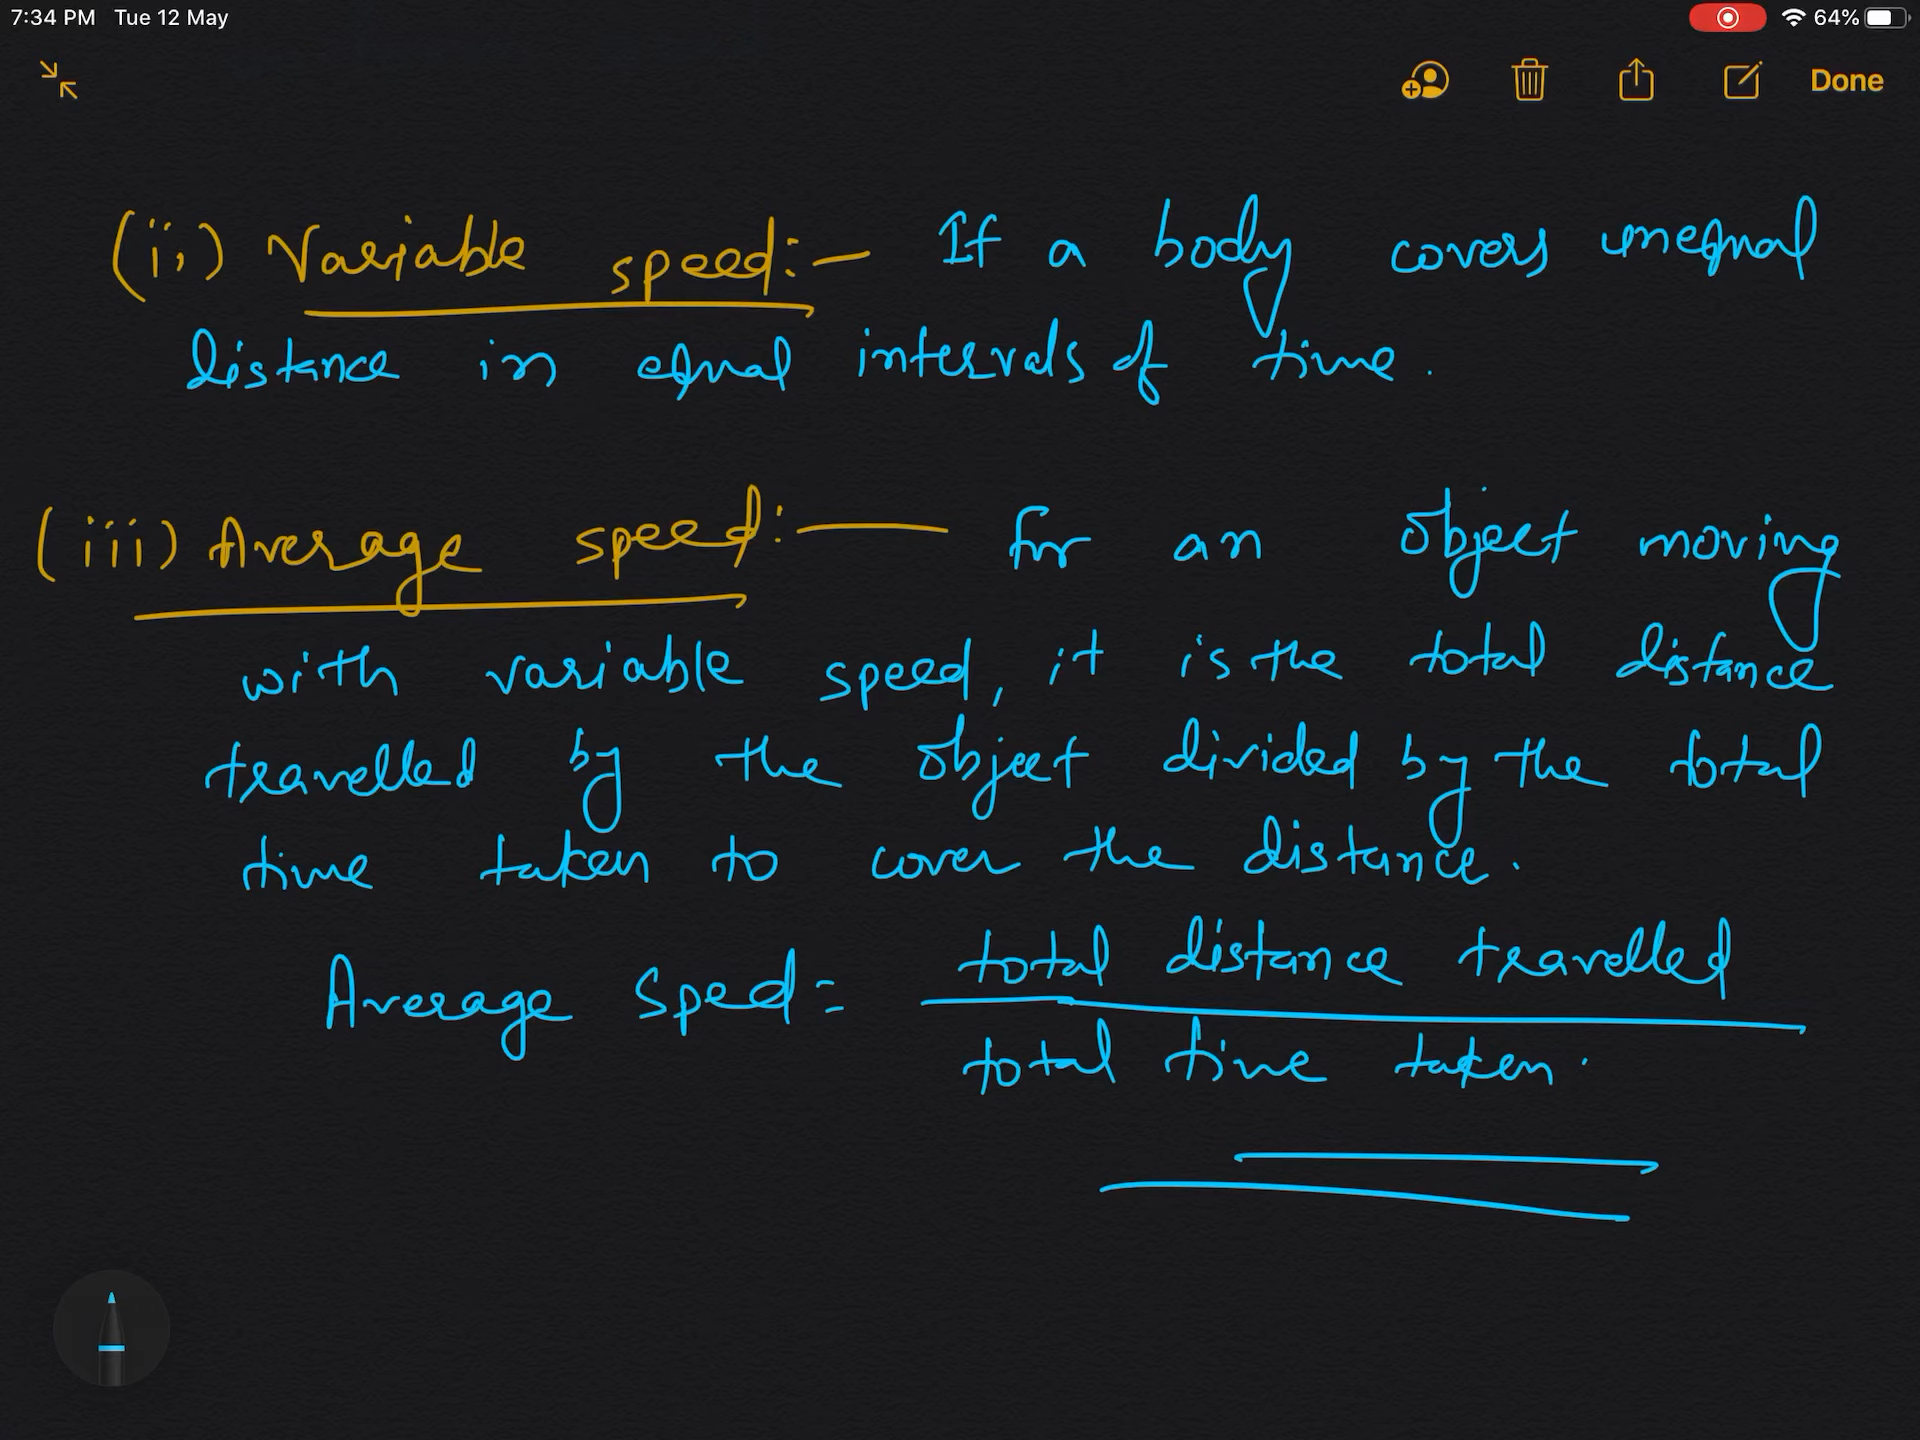 7:34 PM Tue 12 May 64%
Done
(ii) Variable speed:- If a body covers unequal
distance in equal intervals of time.
(iii) Average speed:- for an object moving
with variable speed, it is the total distance
travelled by the object divided by the total
time taken to cover the distance.
total distance travelled
Average Sped =
total time taken.